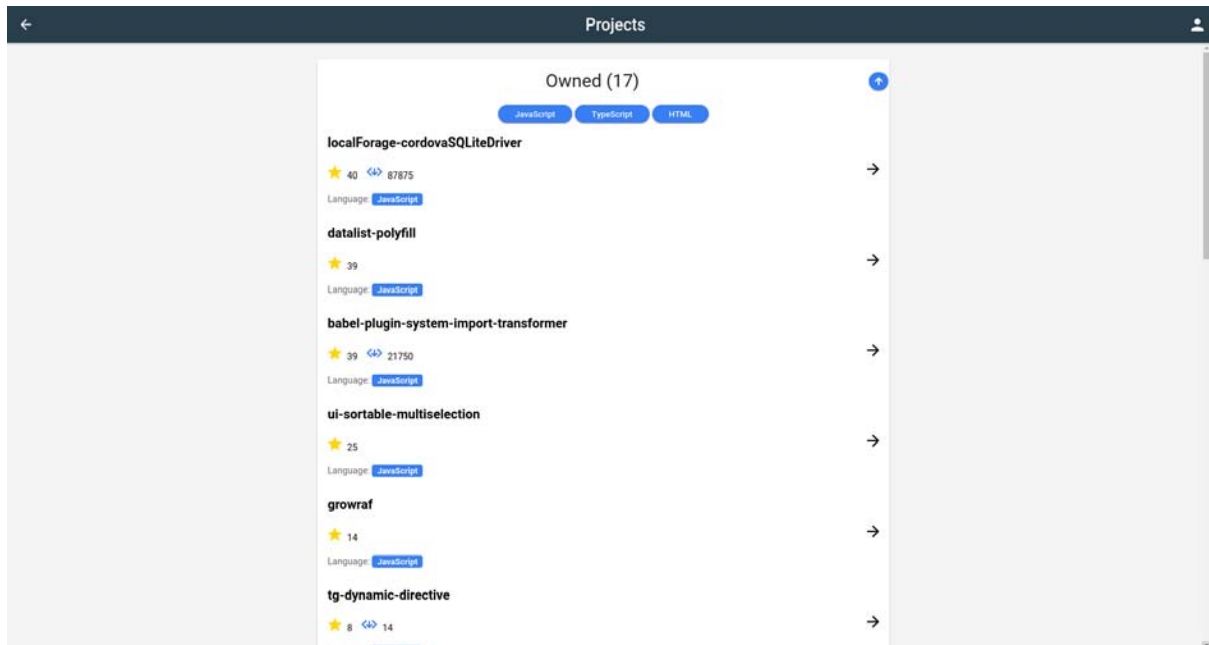 Projects
Owned (17)
JavaScript TypeScript HTML
localForage-cordovaSQLiteDriver
40 87875
Language: JavaScript
datalist-polyfill
39
Language: JavaScript
babel-plugin-system-import-transformer
39 21750
Language: JavaScript
ui-sortable-multiselection
25
Language: JavaScript
growraf
14
Language: JavaScript
tg-dynamic-directive
8 14